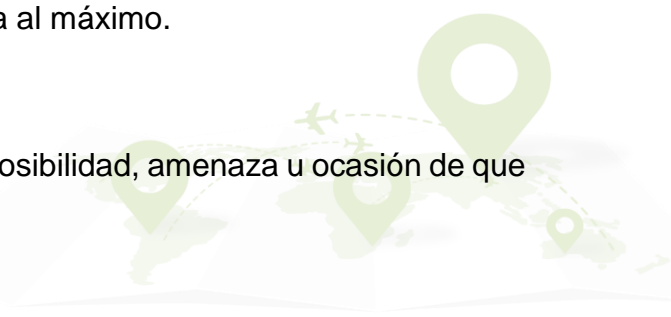 a al máximo.
osibilidad, amenaza u ocasión de que